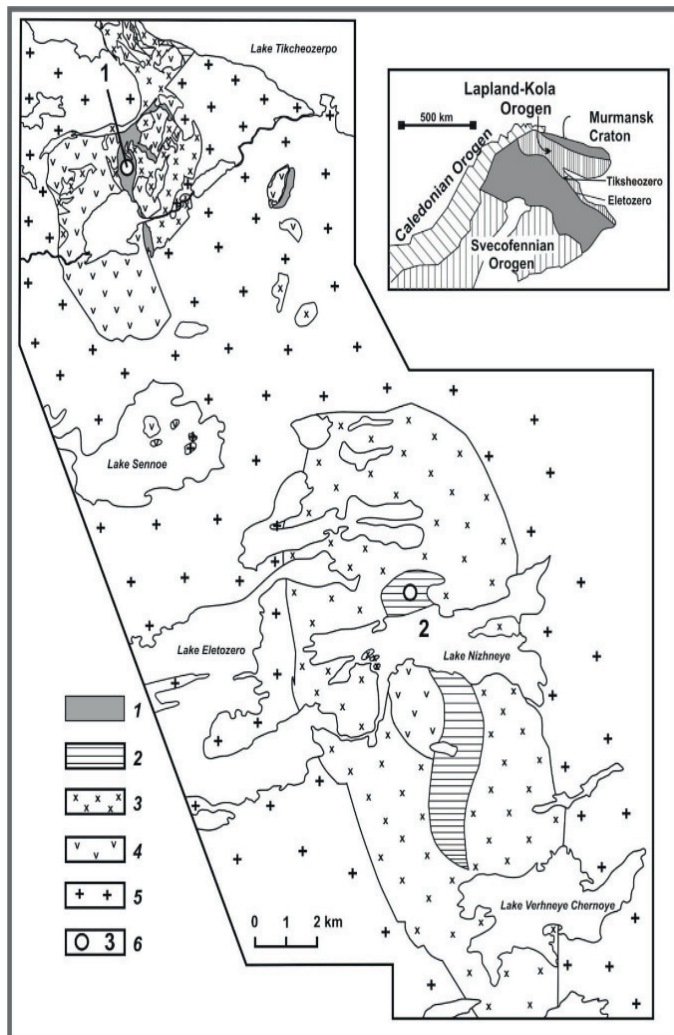 Lake Tikcheozerpo
1
Lapland-Kola
Orogen
Murmansk
Craton
500 km
Caledonian Orogen
Tiksheozero
Eletozero
Svecofennian
Orogen
Lake Sennoe
2
Lake Eletozero
Lake Nizhneye
1
2
3
4
5
3 6
0 1 2 km
Lake Verhneye Chernoye